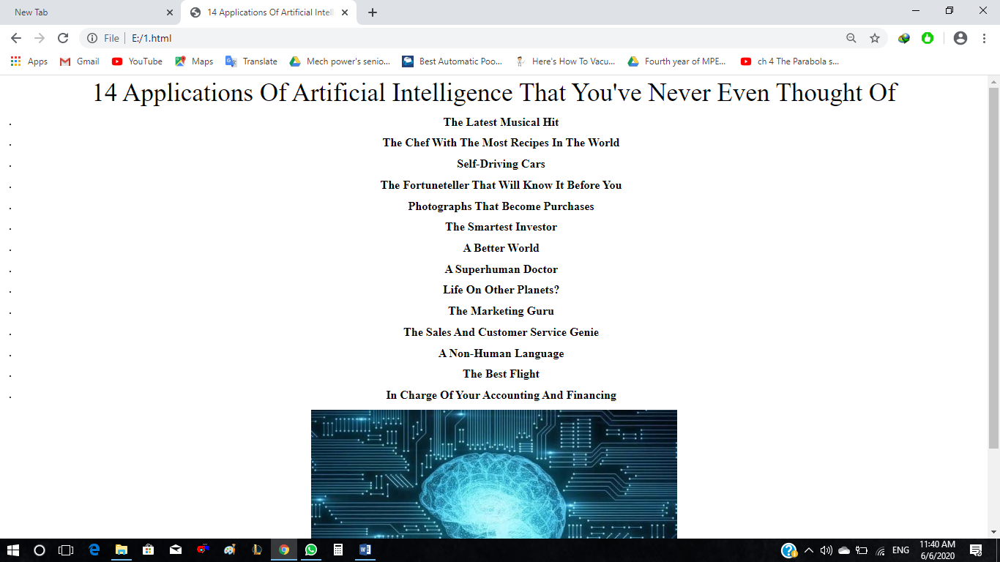 New Tab
14 Applications Of Artificial Intell
File
E:/1.html
Apps
Gmail
YouTube
Maps
Translate
Mech power's senio...
Best Automatic Poo...
Here's How To Vacu...
Fourth year of MPE...
ch 4 The Parabola s...
14 Applications Of Artificial Intelligence That You've Never Even Thought Of
· The Latest Musical Hit
· The Chef With The Most Recipes In The World
· Self-Driving Cars
· The Fortuneteller That Will Know It Before You
· Photographs That Become Purchases
· The Smartest Investor
· A Better World
· A Superhuman Doctor
· Life On Other Planets?
· The Marketing Guru
· The Sales And Customer Service Genie
· A Non-Human Language
· The Best Flight
· In Charge Of Your Accounting And Financing
ENG
11:40 AM
6/6/2020